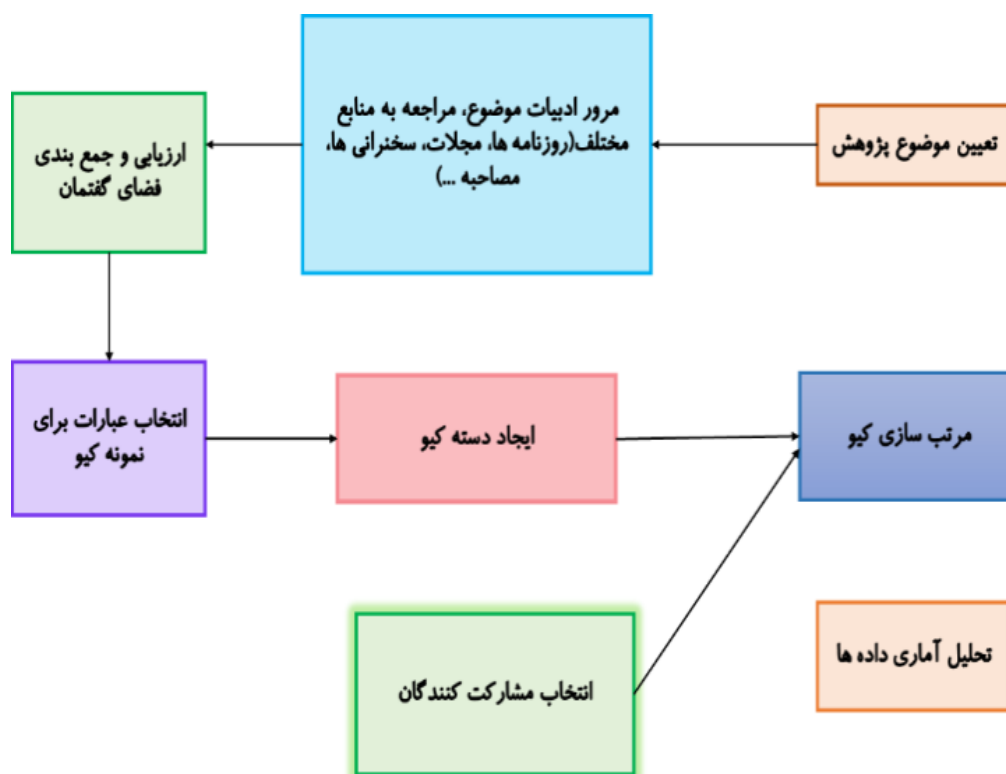 تعیین موضوع پژوهش
مرور ادبیات موضوع، مراجعه به منابع
مختلف(روزنامه ها، مجلات، سخنرانی ها،
مصاحبه ...)
ارزیابی و جمع بندی
فضای گفتمان
انتخاب عبارات برای
نمونه کیو
ایجاد دسته کیو
مرتب سازی کیو
انتخاب مشارکت کنندگان
تحلیل آماری داده ها